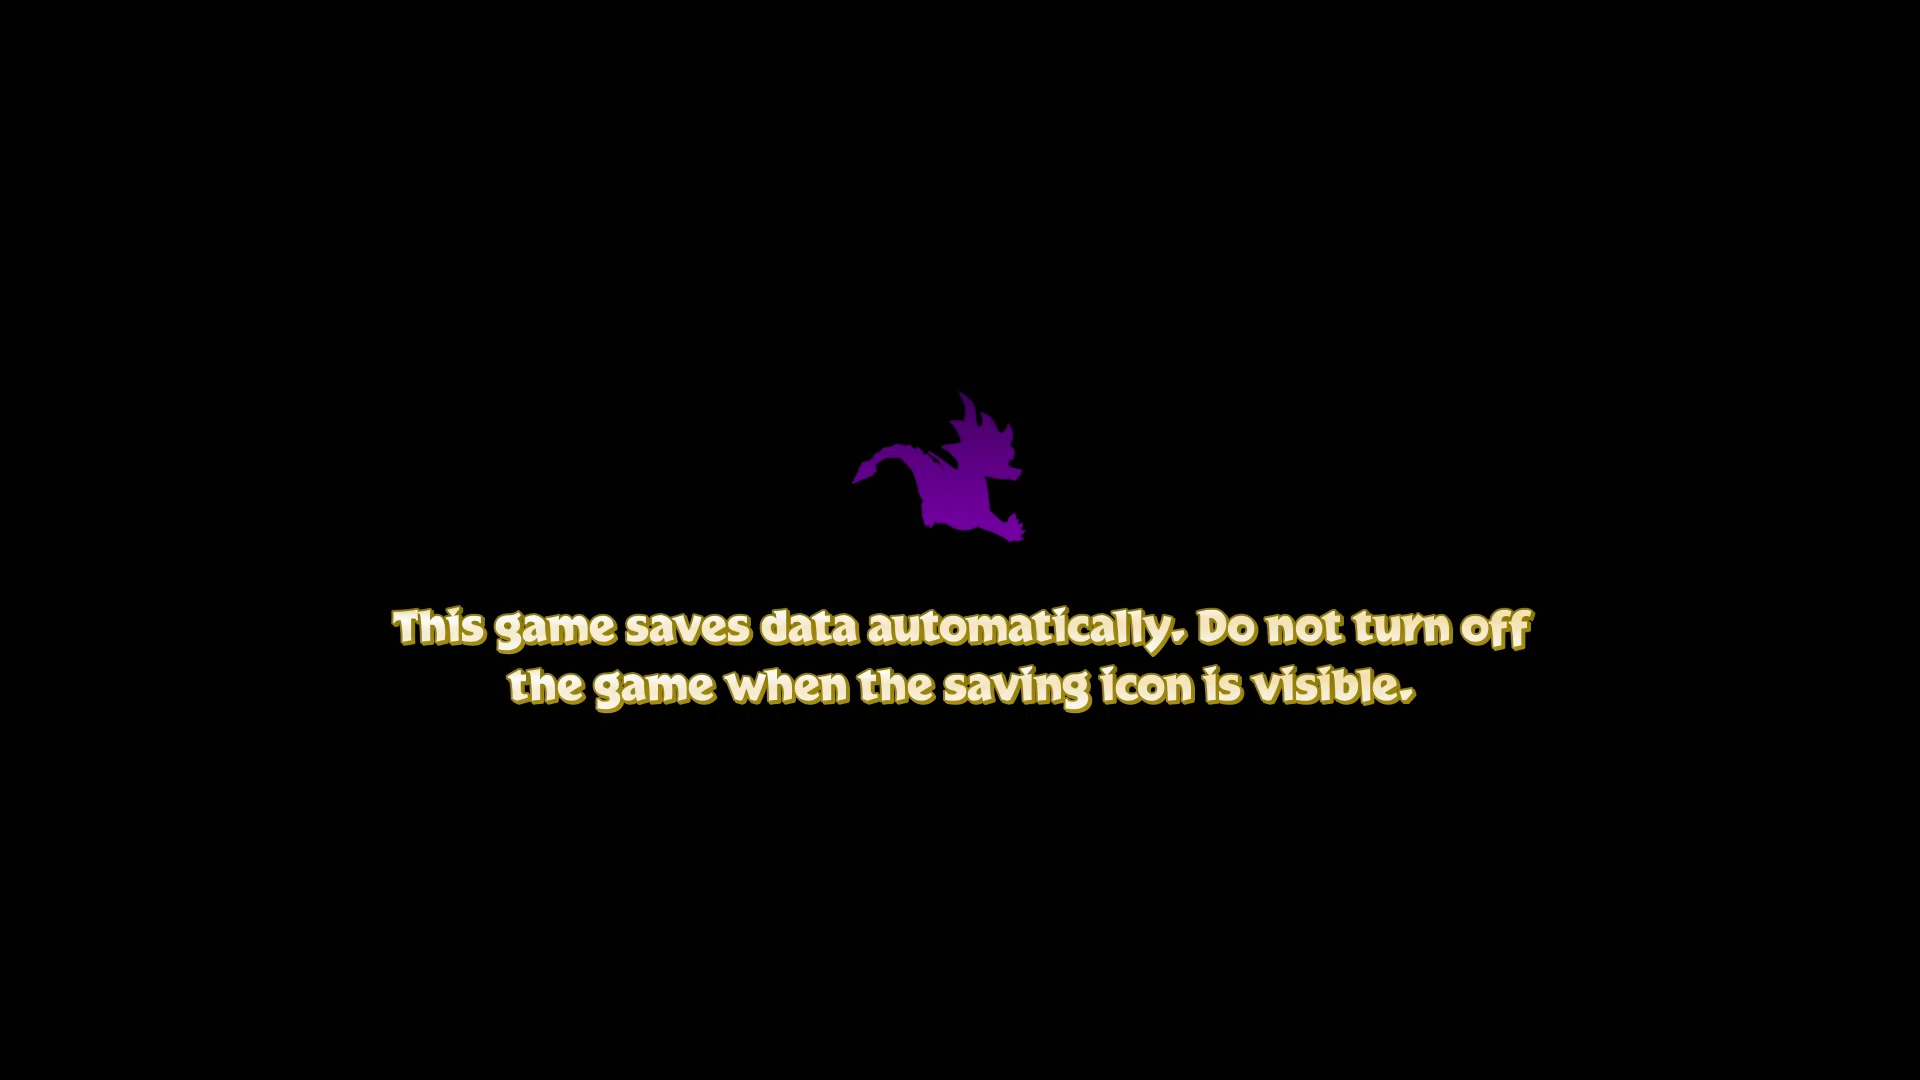 This game saves data automatically. Do not turn off
the game when the saving icon is visible.